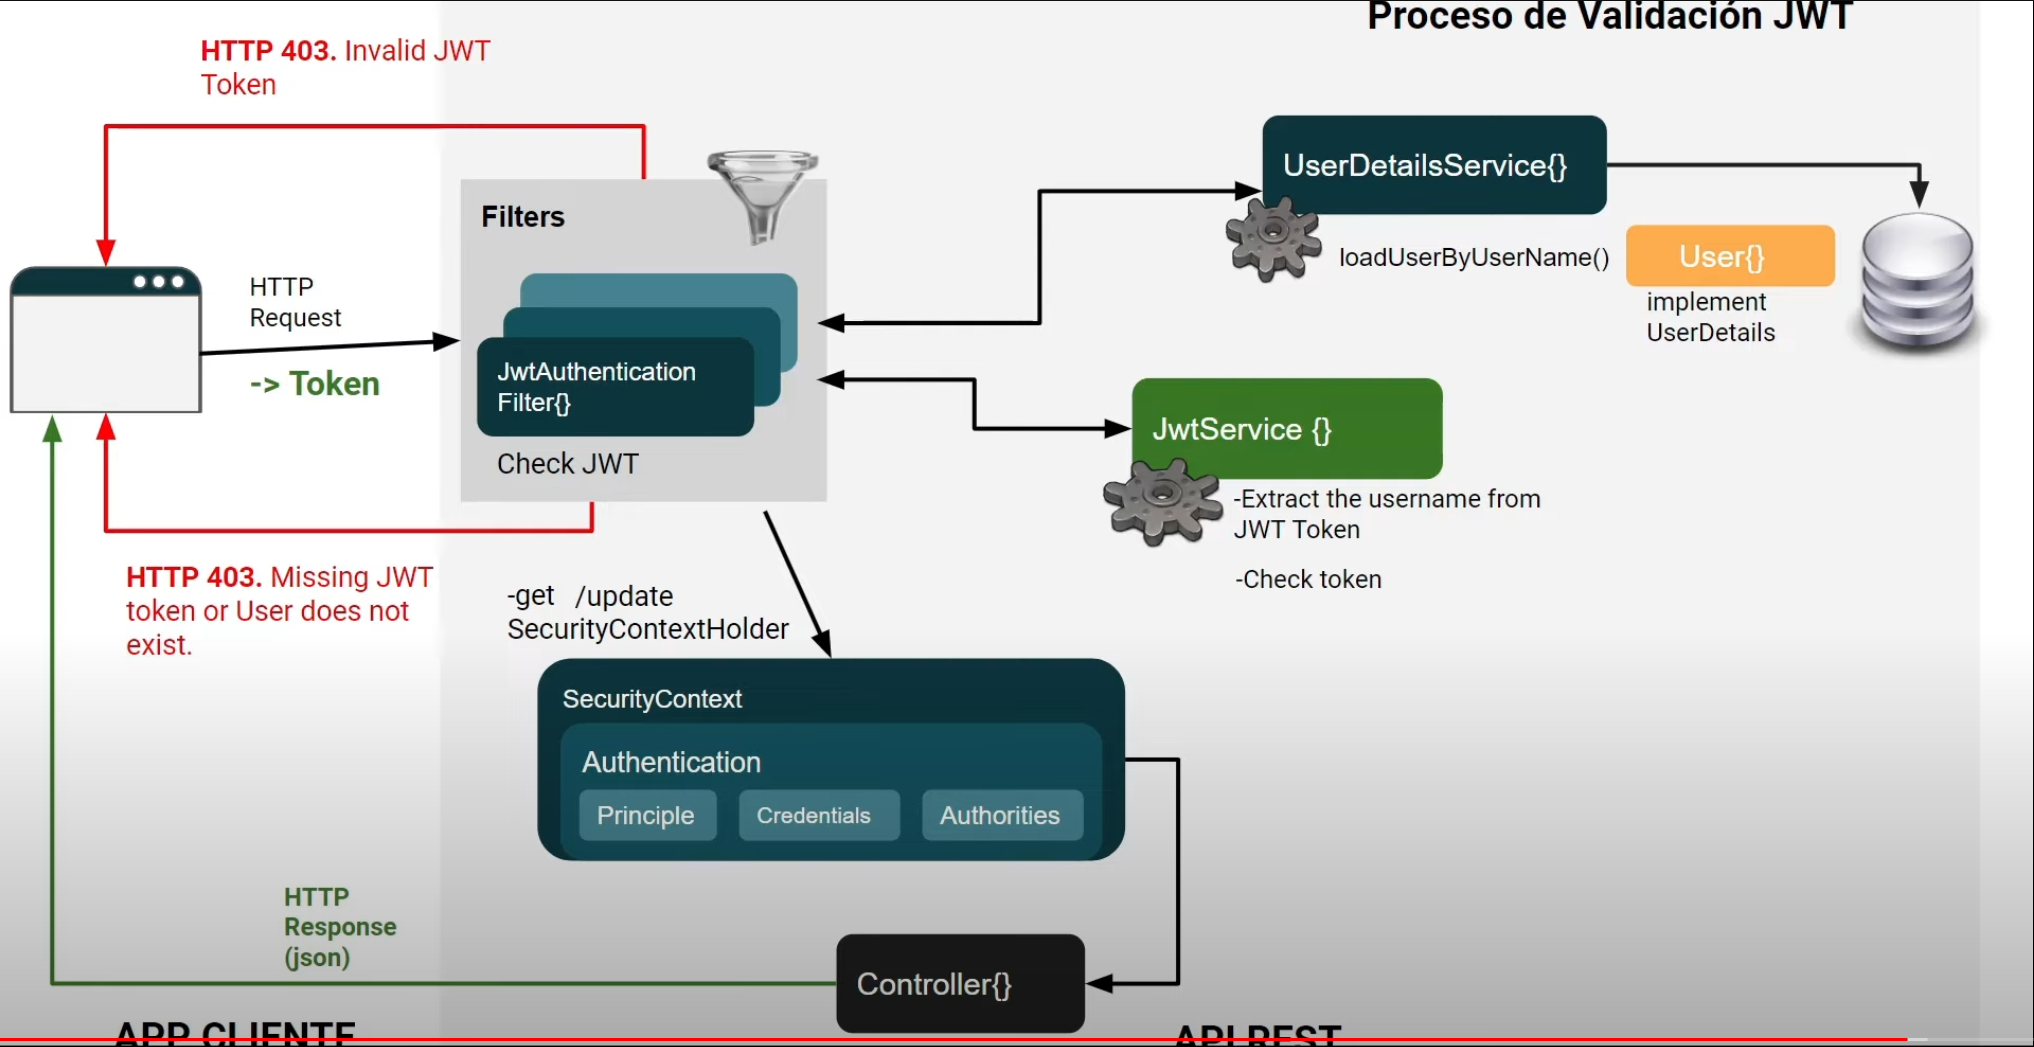 Proceso de Validación JWT
HTTP 403. Invalid JWT
Token
Filters
UserDetailsService{}
loadUserByUserName()
User{}
implement
UserDetails
HTTP
Request
-> Token
JwtAuthentication
Filter{}
Check JWT
JwtService {}
-Extract the username from
JWT Token
-Check token
HTTP 403. Missing JWT
token or User does not
exist.
-get /update
SecurityContextHolder
SecurityContext
Authentication
Principle
Credentials
Authorities
HTTP
Response
(json)
Controller{}
APP CLIENTE
API REST